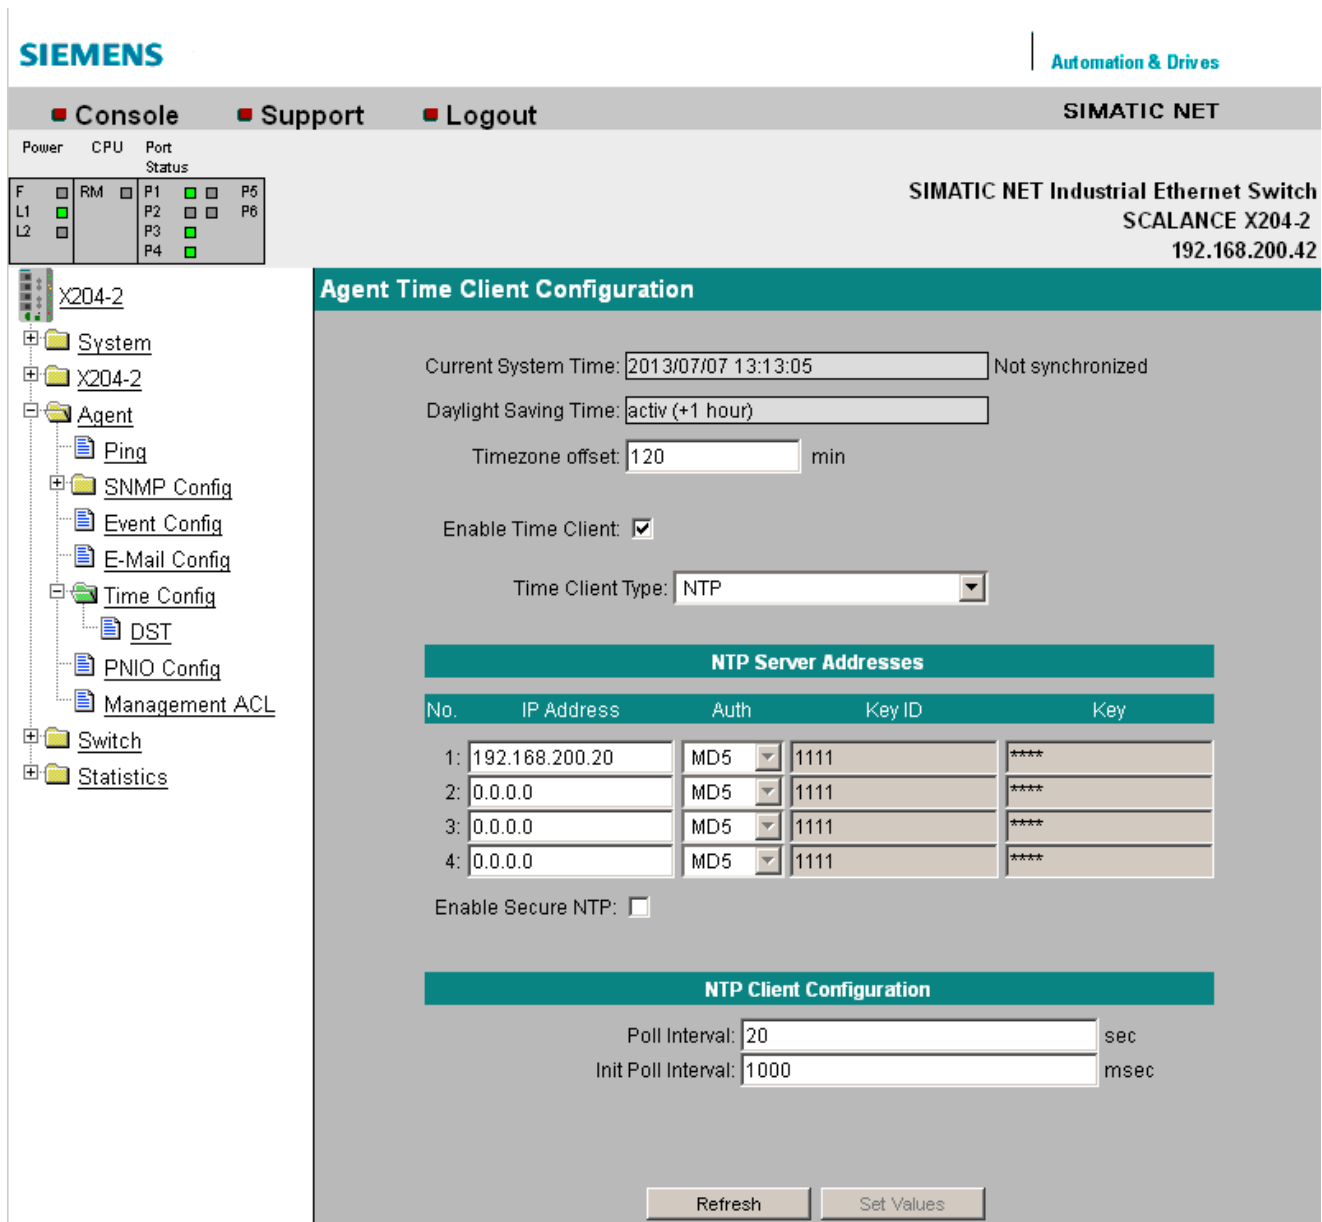 SIEMENS
Automation & Drives
Console Support Logout SIMATIC NET
Power CPU Port Status
F RM P1 P5
L1 P2 P6
L2 P3
P4
SIMATIC NET Industrial Ethernet Switch
SCALANCE X204-2
192.168.200.42
X204-2
System
X204-2
Agent
Ping
SNMP Config
Event Config
E-Mail Config
Time Config
DST
PNIO Config
Management ACL
Switch
Statistics
Agent Time Client Configuration
Current System Time: 2013/07/07 13:13:05 Not synchronized
Daylight Saving Time: activ (+1 hour)
Timezone offset: 120 min
Enable Time Client:
Time Client Type: NTP
NTP Server Addresses
No. IP Address Auth Key ID Key
1: 192.168.200.20 MD5 1111 ****
2: 0.0.0.0 MD5 1111 ****
3: 0.0.0.0 MD5 1111 ****
4: 0.0.0.0 MD5 1111 ****
Enable Secure NTP:
NTP Client Configuration
Poll Interval: 20 sec
Init Poll Interval: 1000 msec
Refresh Set Values